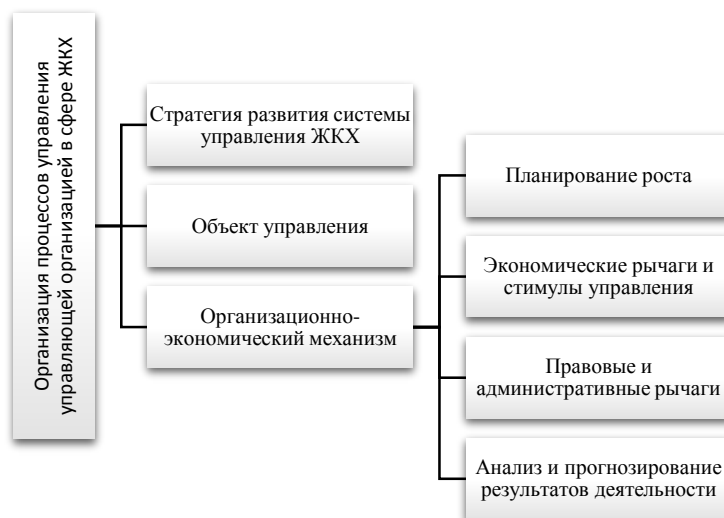 Организация процессов управления
управляющей организацией в сфере ЖКХ
Стратегия развития системы
управления ЖКХ
Объект управления
Организационно-
экономический механизм
Планирование роста
Экономические рычаги и
стимулы управления
Правовые и
административные рычаги
Анализ и прогнозирование
результатов деятельности